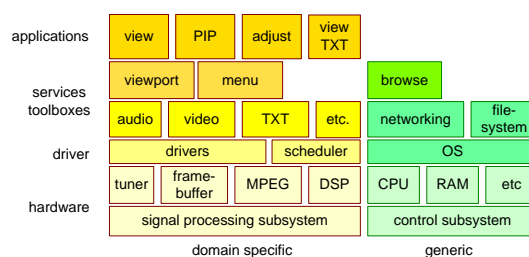 applications
view
PIP
adjust
view
TXT
services
toolboxes
viewport
menu
browse
audio
video
TXT
etc.
networking
file-
system
driver
drivers
scheduler
OS
hardware
tuner
frame-
buffer
MPEG
DSP
CPU
RAM
etc
signal processing subsystem
control subsystem
domain specific
generic